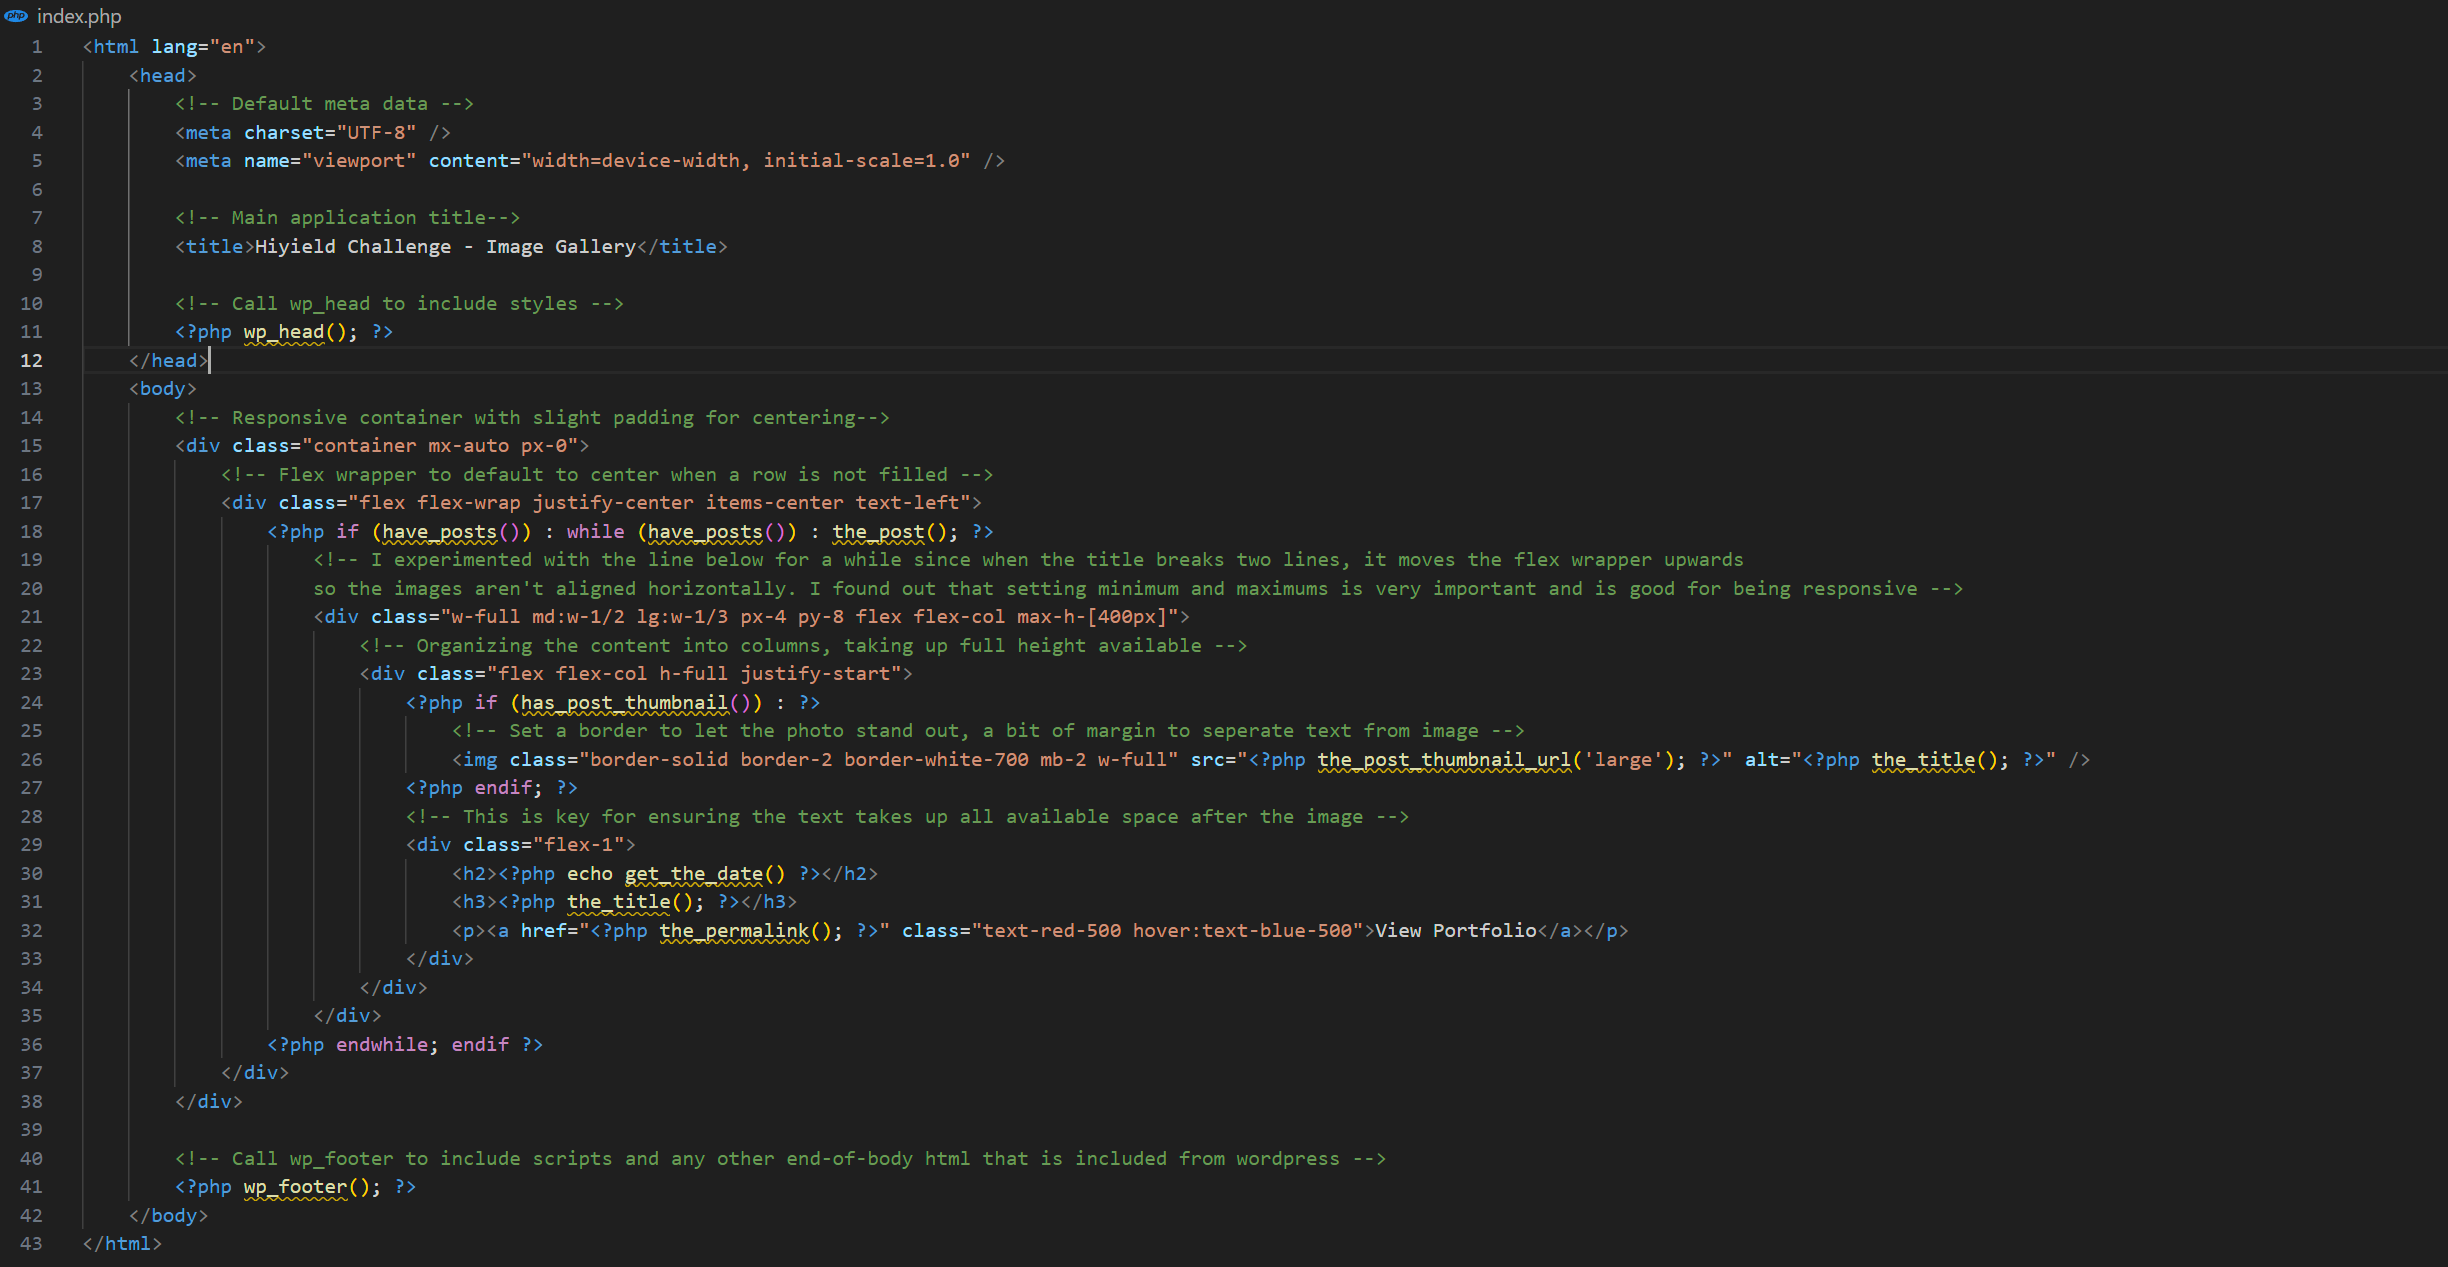 php index.php
1 <html lang="en">
2 <head>
3 <!-- Default meta data -->
4 <meta charset="UTF-8" />
5 <meta name="viewport" content="width=device-width, initial-scale=1.0" />
6
7 <!-- Main application title-->
8 <title>Hiyield Challenge - Image Gallery</title>
9
10 <!-- Call wp_head to include styles -->
11 <?php wp_head(); ?>
12 </head>
13 <body>
14 <!-- Responsive container with slight padding for centering-->
15 <div class="container mx-auto px-0">
16 <!-- Flex wrapper to default to center when a row is not filled -->
17 <div class="flex flex-wrap justify-center items-center text-left">
18 <?php if (have_posts()) : while (have_posts()) : the_post(); ?>
19 <!-- I experimented with the line below for a while since when the title breaks two lines, it moves the flex wrapper upwards
20 so the images aren't aligned horizontally. I found out that setting minimum and maximums is very important and is good for being responsive -->
21 <div class="w-full md:w-1/2 lg:w-1/3 px-4 py-8 flex flex-col max-h-[400px]">
22 <!-- Organizing the content into columns, taking up full height available -->
23 <div class="flex flex-col h-full justify-start">
24 <?php if (has_post_thumbnail()) : ?>
25 <!-- Set a border to let the photo stand out, a bit of margin to seperate text from image -->
26 <img class="border-solid border-2 border-white-700 mb-2 w-full" src="<?php the_post_thumbnail_url('large'); ?>" alt="<?php the_title(); ?>" />
27 <?php endif; ?>
28 <!-- This is key for ensuring the text takes up all available space after the image -->
29 <div class="flex-1">
30 <h2><?php echo get_the_date() ?></h2>
31 <h3><?php the_title(); ?></h3>
32 <p><a href="<?php the_permalink(); ?>" class="text-red-500 hover:text-blue-500">View Portfolio</a></p>
33 </div>
34 </div>
35 </div>
36 <?php endwhile; endif ?>
37 </div>
38 </div>
39
40 <!-- Call wp_footer to include scripts and any other end-of-body html that is included from wordpress -->
41 <?php wp_footer(); ?>
42 </body>
43 </html>